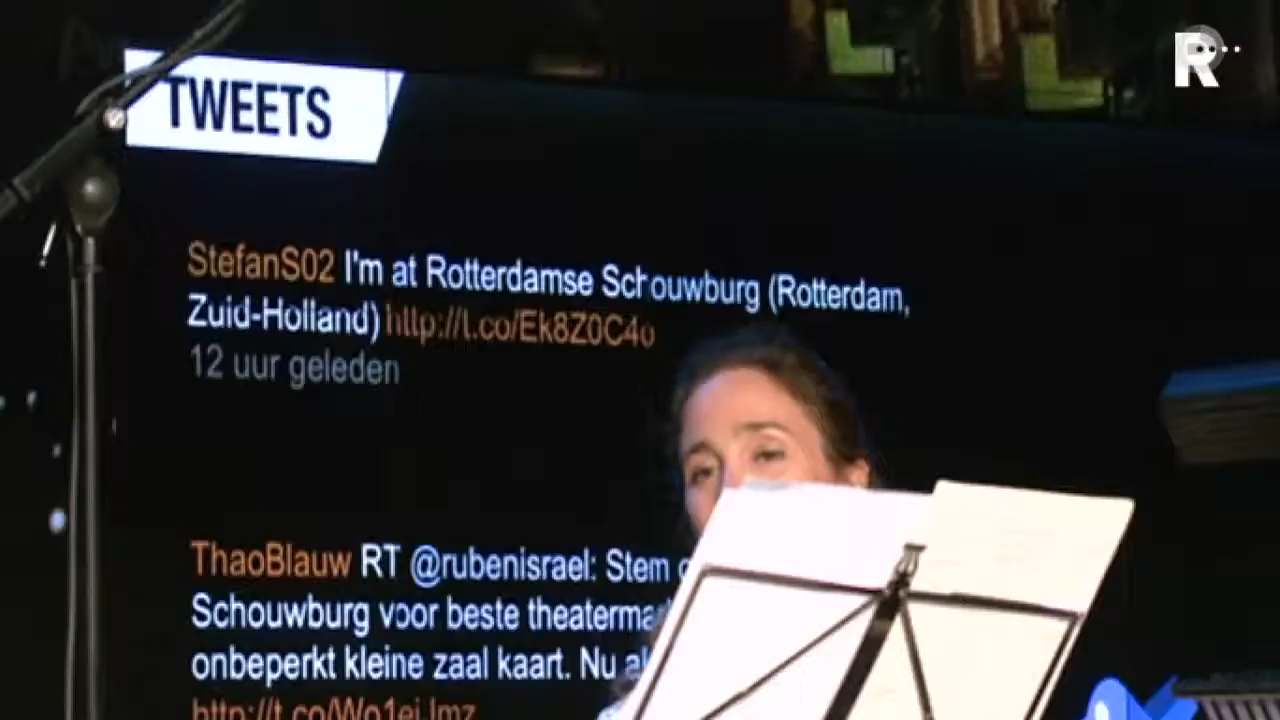 R
TWEETS
StefanS02 I'm at Rotterdamse Schouwburg (Rotterdam,
Zuid-Holland) http://t.co/Ek8Z0C4o
12 uur geleden
ThaoBlauw RT @rubenisrael: Stem
Schouwburg voor beste
onbeperkt kleine zaal kaart. Nu